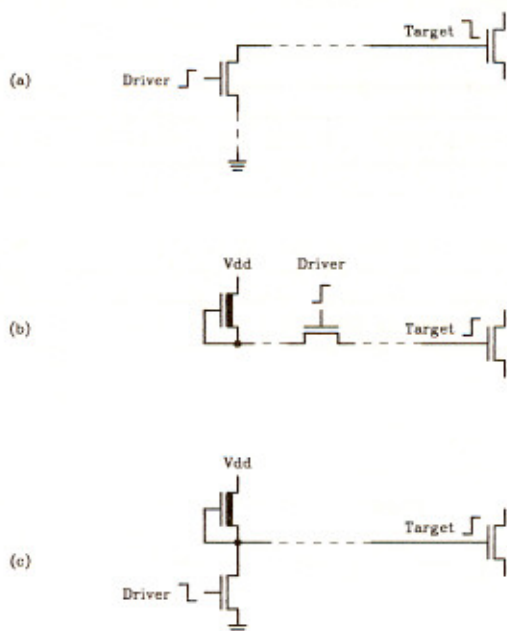 Target
(a)
Driver
Vdd
Driver
(b)
Target
Vdd
Target
(c)
Driver